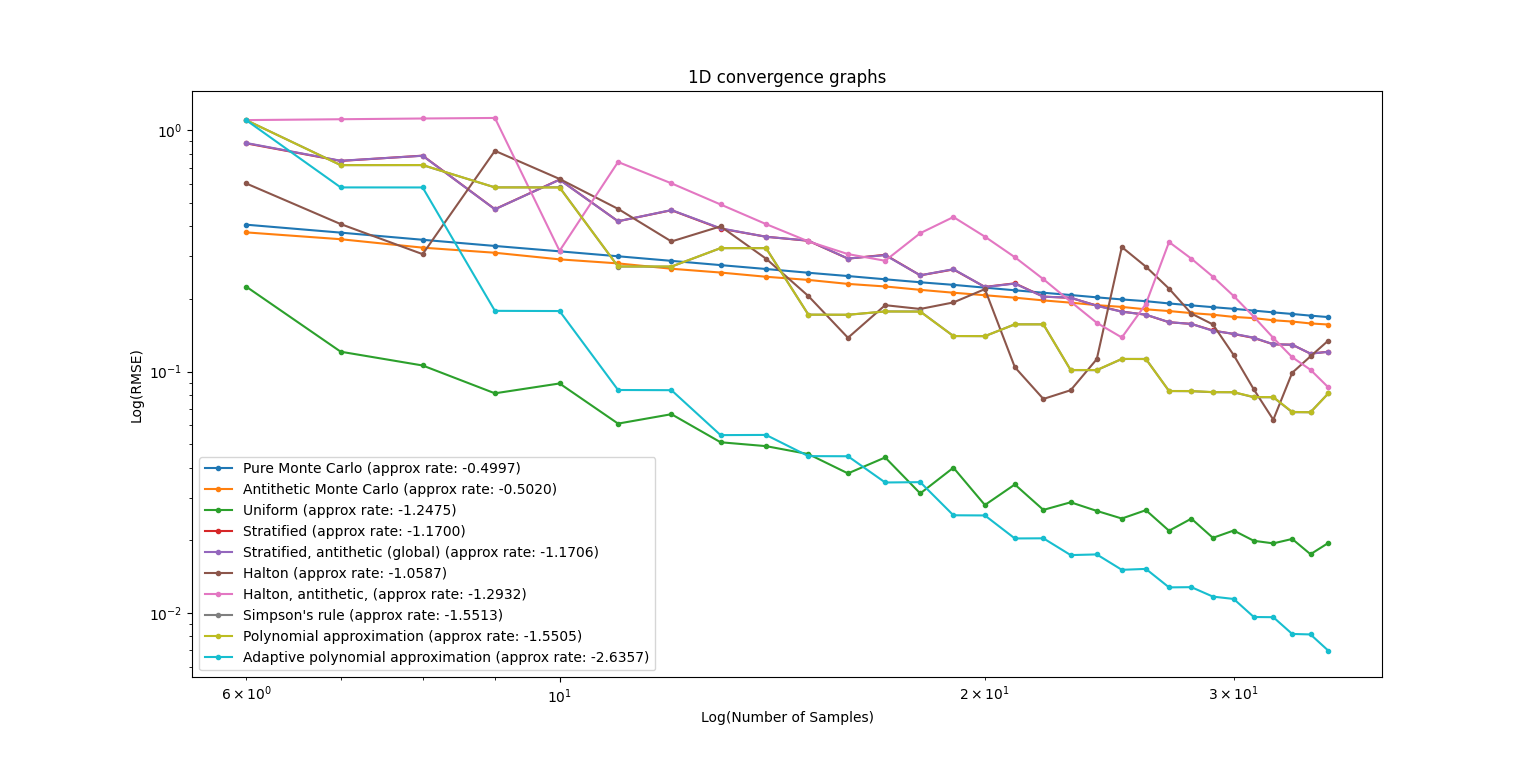 1D convergence graphs
10⁰
10⁻¹
10⁻²
Log(RMSE)
Pure Monte Carlo (approx rate: -0.4997)
Antithetic Monte Carlo (approx rate: -0.5020)
Uniform (approx rate: -1.2475)
Stratified (approx rate: -1.1700)
Stratified, antithetic (global) (approx rate: -1.1706)
Halton (approx rate: -1.0587)
Halton, antithetic, (approx rate: -1.2932)
Simpson's rule (approx rate: -1.5513)
Polynomial approximation (approx rate: -1.5505)
Adaptive polynomial approximation (approx rate: -2.6357)
6 × 10⁰ 10¹ 2 × 10¹ 3 × 10¹
Log(Number of Samples)